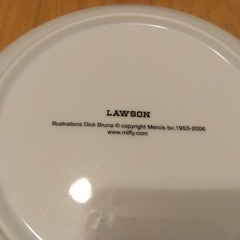 LAWSON
Illustrations Dick Bruna © copyright Mercis bv,1953-2006
www.miffy.com